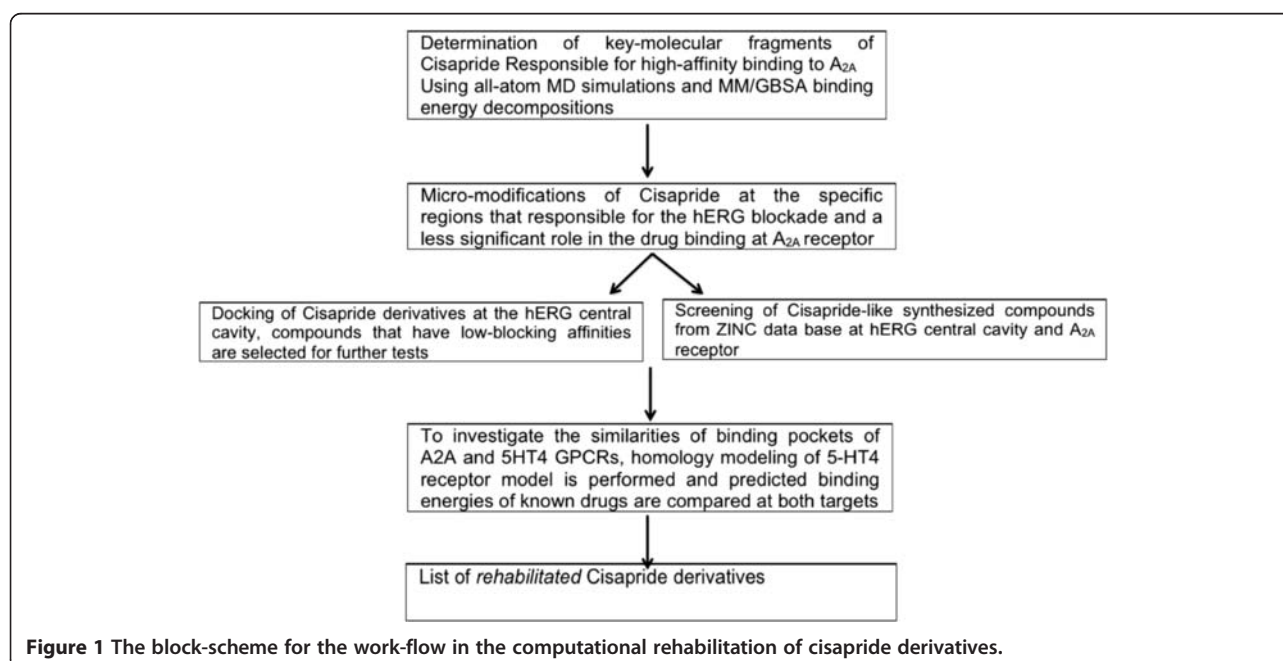 Determination of key-molecular fragments of
Cisapride Responsible for high-affinity binding to A2A
Using all-atom MD simulations and MM/GBSA binding
energy decompositions
Micro-modifications of Cisapride at the specific
regions that responsible for the hERG blockade and a
less significant role in the drug binding at A2A receptor
Docking of Cisapride derivatives at the hERG central
cavity, compounds that have low-blocking affinities
are selected for further tests
Screening of Cisapride-like synthesized compounds
from ZINC data base at hERG central cavity and A2A
receptor
To investigate the similarities of binding pockets of
A2A and 5HT4 GPCRs, homology modeling of 5-HT4
receptor model is performed and predicted binding
energies of known drugs are compared at both targets
List of rehabilitated Cisapride derivatives
Figure 1 The block-scheme for the work-flow in the computational rehabilitation of cisapride derivatives.